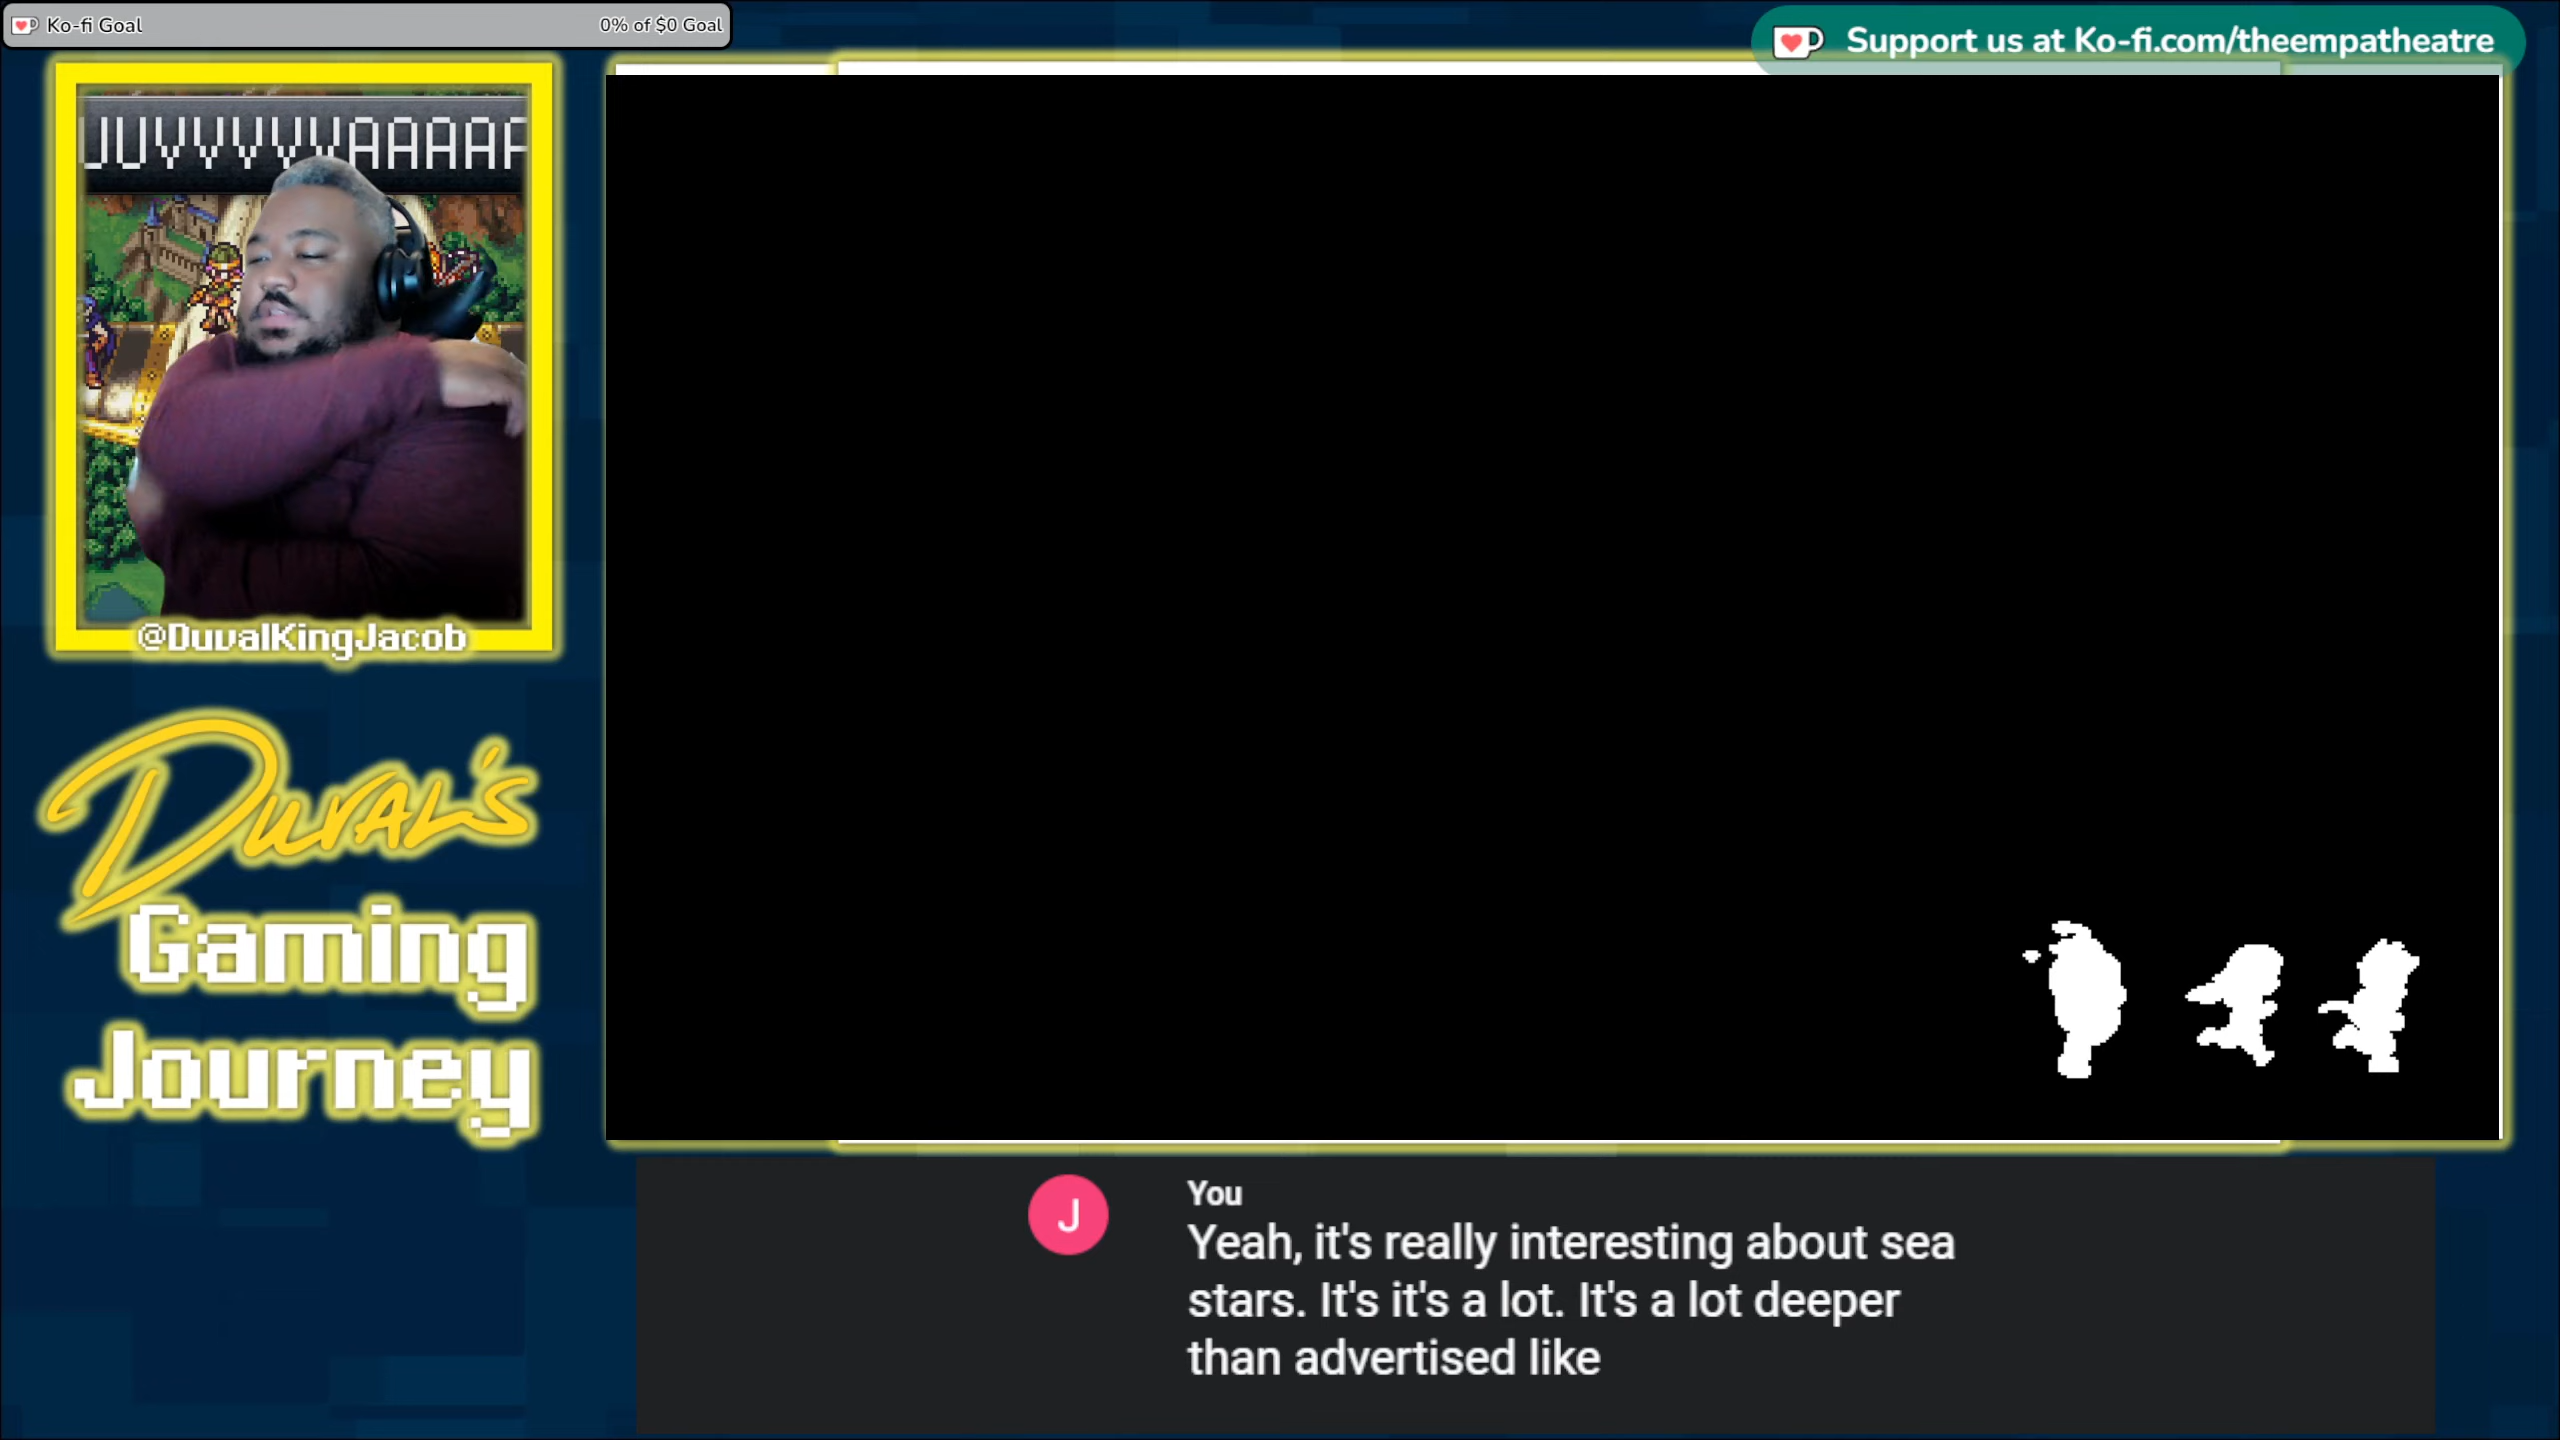 Ko-fi Goal
0% of $0 Goal
Support us at Ko-fi.com/theempatheatre
UUVVVVVAAAAA
@DuvalKingJacob
Duval's
Gaming
Journey
J
You
Yeah, it's really interesting about sea
stars. It's it's a lot. It's a lot deeper
than advertised like